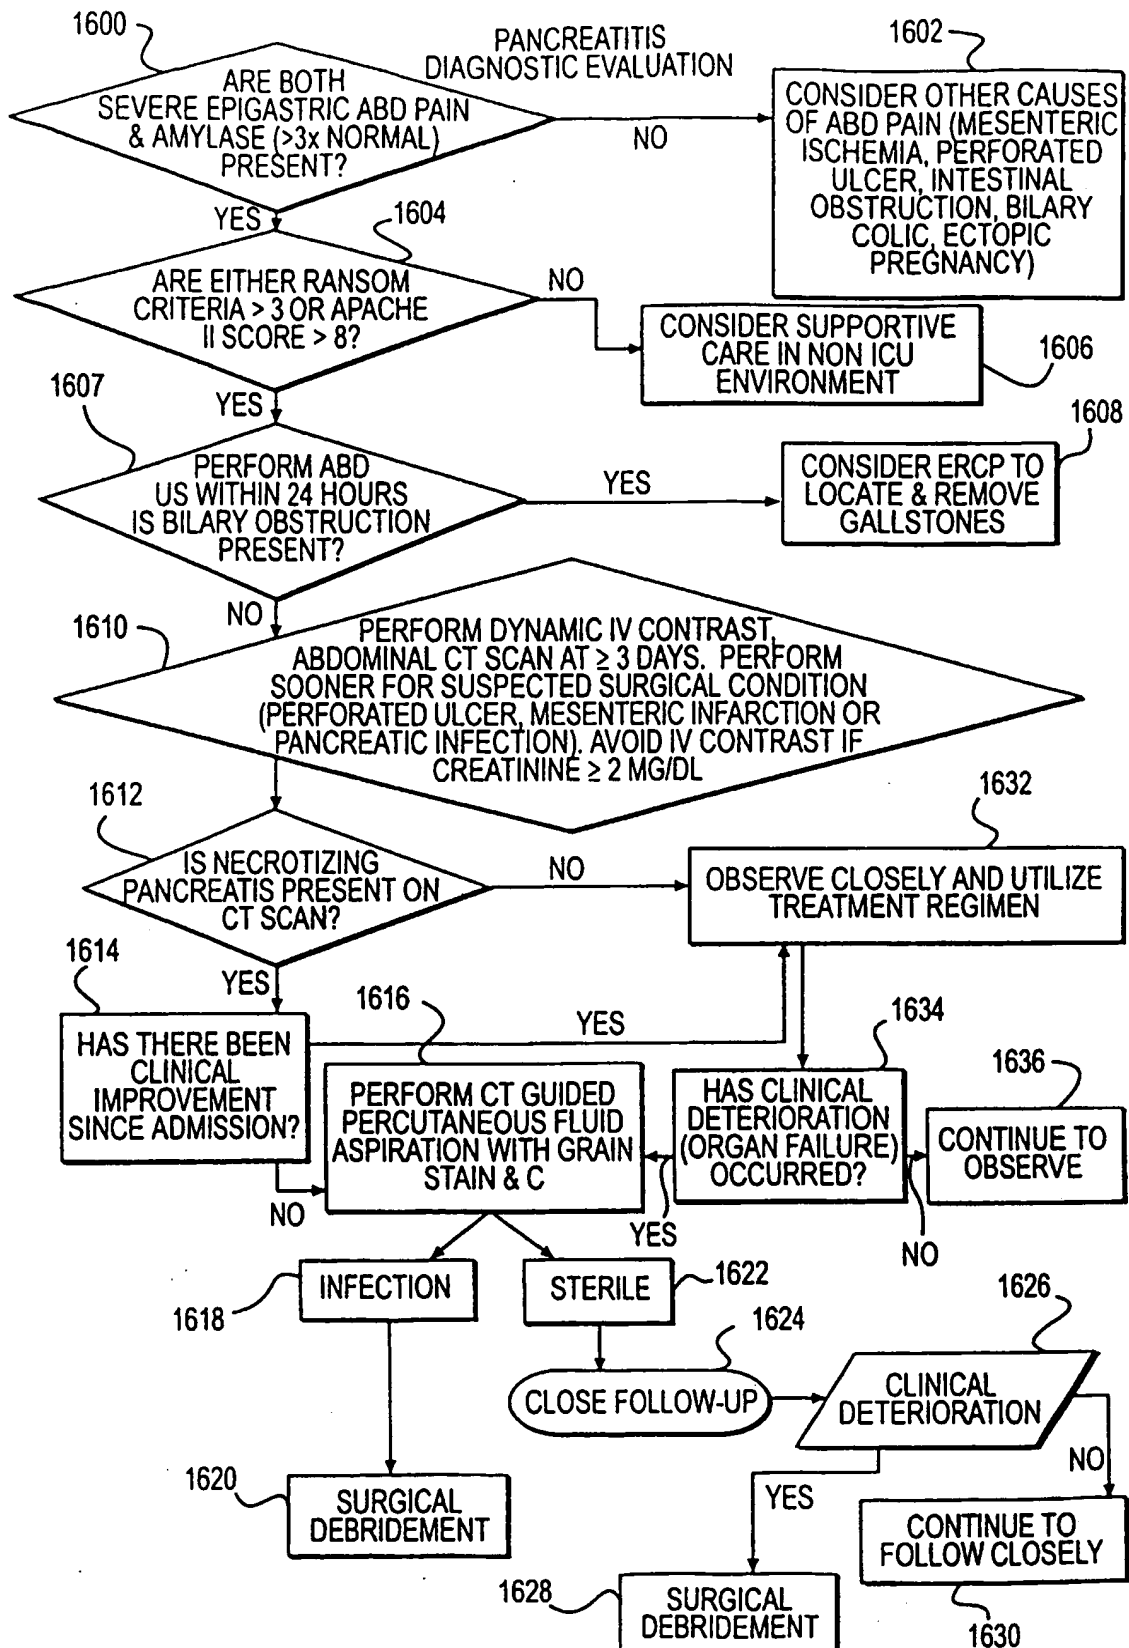 1600
PANCREATITIS
DIAGNOSTIC EVALUATION
1602
ARE BOTH
SEVERE EPIGASTRIC ABD PAIN
& AMYLASE (>3x NORMAL)
PRESENT?
NO
CONSIDER OTHER CAUSES
OF ABD PAIN (MESENTERIC
ISCHEMIA, PERFORATED
ULCER, INTESTINAL
OBSTRUCTION, BILARY
COLIC, ECTOPIC
PREGNANCY)
YES
1604
ARE EITHER RANSOM
CRITERIA > 3 OR APACHE
II SCORE > 8?
NO
CONSIDER SUPPORTIVE
CARE IN NON ICU
ENVIRONMENT
1606
YES
1607
PERFORM ABD
US WITHIN 24 HOURS
IS BILARY OBSTRUCTION
PRESENT?
YES
1608
CONSIDER ERCP TO
LOCATE & REMOVE
GALLSTONES
NO
1610
PERFORM DYNAMIC IV CONTRAST,
ABDOMINAL CT SCAN AT ≥ 3 DAYS. PERFORM
SOONER FOR SUSPECTED SURGICAL CONDITION
(PERFORATED ULCER, MESENTERIC INFARCTION OR
PANCREATIC INFECTION). AVOID IV CONTRAST IF
CREATININE ≥ 2 MG/DL
1612
IS NECROTIZING
PANCREATIS PRESENT ON
CT SCAN?
NO
1632
OBSERVE CLOSELY AND UTILIZE
TREATMENT REGIMEN
YES
1614
HAS THERE BEEN
CLINICAL
IMPROVEMENT
SINCE ADMISSION?
YES
NO
1616
PERFORM CT GUIDED
PERCUTANEOUS FLUID
ASPIRATION WITH GRAIN
STAIN & C
1634
HAS CLINICAL
DETERIORATION
(ORGAN FAILURE)
OCCURRED?
YES
NO
1636
CONTINUE TO
OBSERVE
INFECTION
1618
STERILE
1622
1624
CLOSE FOLLOW-UP
1626
CLINICAL
DETERIORATION
1620
SURGICAL
DEBRIDEMENT
YES
NO
1628
SURGICAL
DEBRIDEMENT
CONTINUE TO
FOLLOW CLOSELY
1630